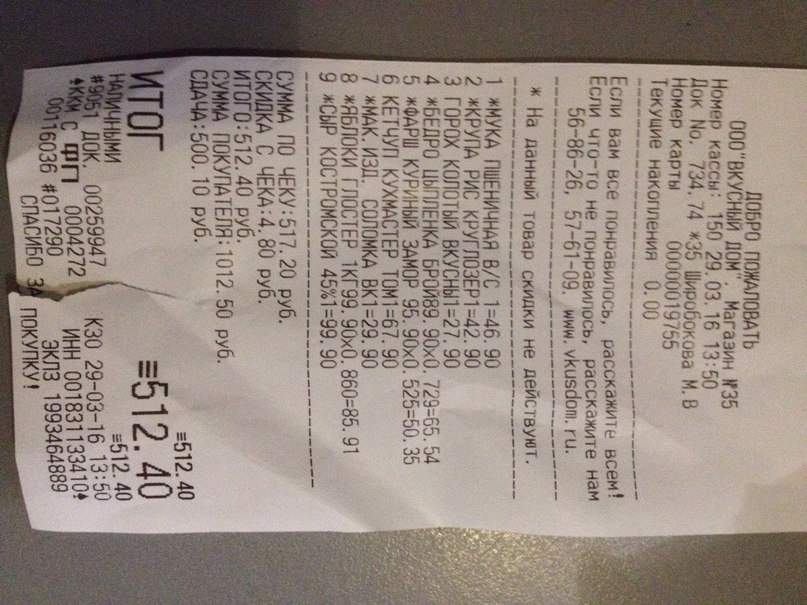 ДОБРО ПОЖАЛОВАТЬ
ООО"ВКУСНЫЙ ДОМ". Магазин №35
Номер кассы: 150 29.03.16 13:50
Док No. 734.74 ж35 Широбокова М.В
Номер карты 00000019755
Текущие накопления 0.00
Если вам все понравилось, расскажите всем!
Если что-то не понравилось, расскажите нам
56-86-26, 57-61-09. www.vkusdom.ru.
* На данный товар скидки не действуют.
1 *МУКА ПШЕНИЧНАЯ В/С 1=46.90
2 *КРУПА РИС КРУГЛОЗЕР1=42.90
3 ГОРОХ КОЛОТЫЙ ВКУСНЫ1=27.90
4 *БЕДРО ЦЫПЛЕНКА БРОЙ89.90x0.729=65.54
5 *ФАРШ КУРИНЫЙ ЗАМОР 95.90x0.525=50.35
6 КЕТЧУП КУХМАСТЕР ТОМ1=67.90
7 *МАК.ИЗД. СОЛОМКА ВК1=29.90
8 *ЯБЛОКИ ГЛОСТЕР 1КГ99.90x0.860=85.91
9 *СЫР КОСТРОМСКОЙ 45%1=99.90
СУММА ПО ЧЕКУ:517.20 руб.
СКИДКА С ЧЕКА:4.80 руб.
ИТОГО:512.40 руб.
СУММА ПОКУПАТЕЛЯ:1012.50 руб.
СДАЧА:500.10 руб.
≡512.40
ИТОГ ≡512.40
НАЛИЧНЫМИ ≡512.40
#9051 ДОК. 00259947 К30 29-03-16 13:50
ККМ С ФП 0004272 ИНН 001831133410
00116036 #017290 ЭКЛЗ 1993464889
СПАСИБО ЗА ПОКУПКУ!